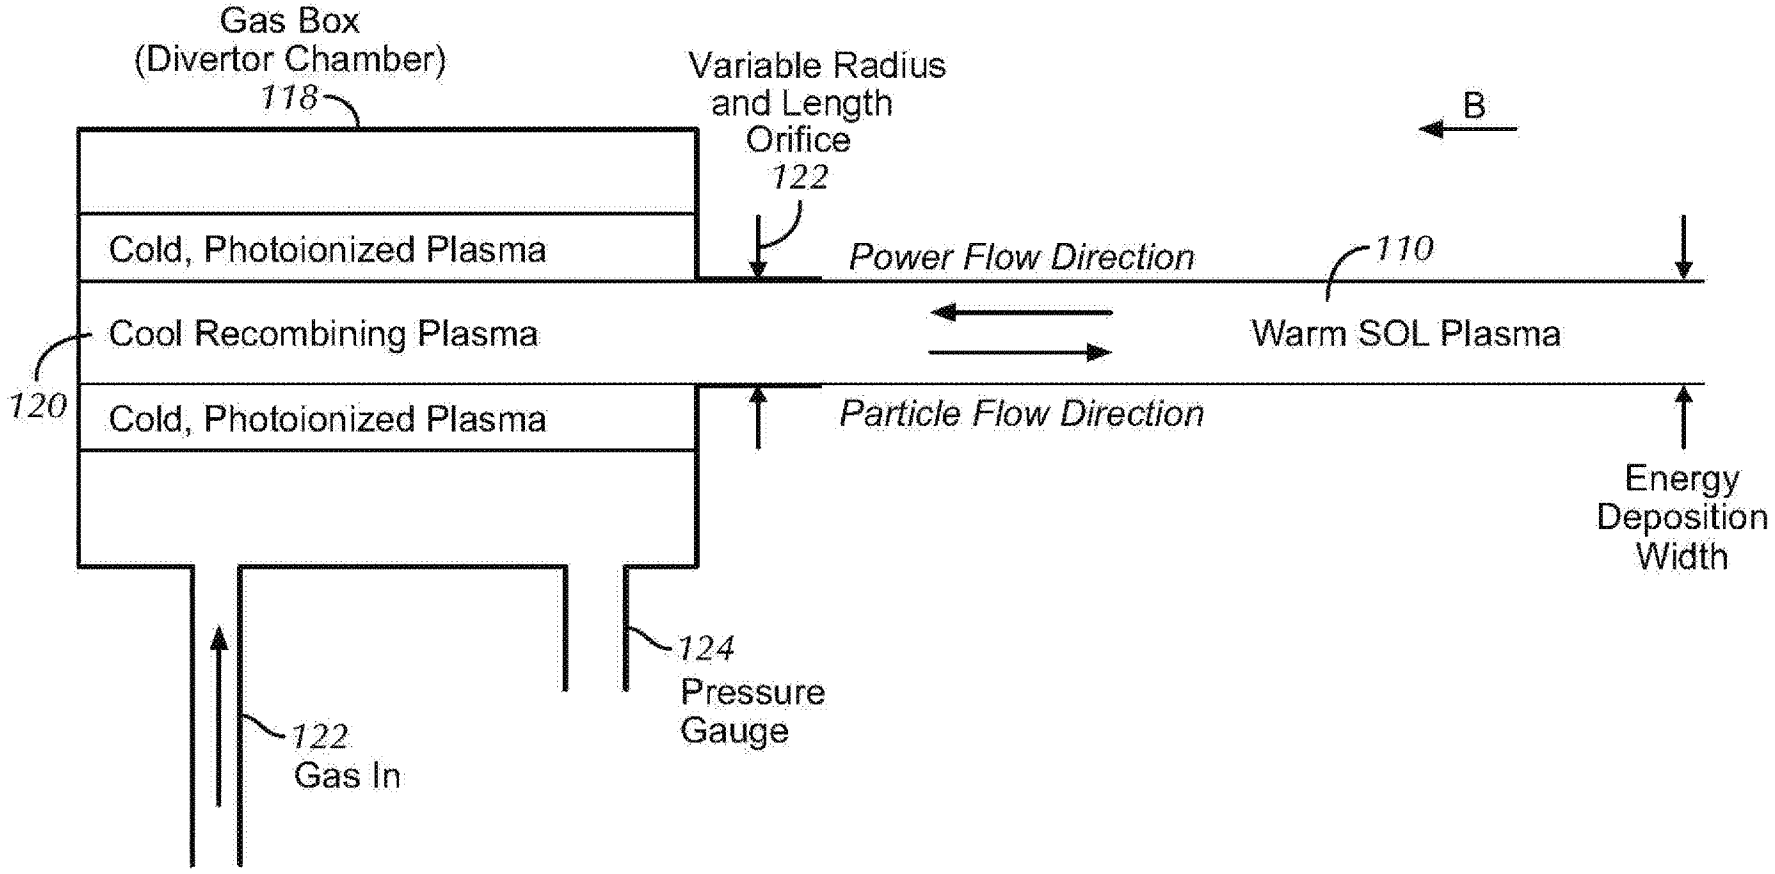 Gas Box
(Divertor Chamber)
118
Variable Radius
and Length
Orifice
122
B
Cold, Photoionized Plasma
Power Flow Direction
110
Cool Recombining Plasma
Warm SOL Plasma
120
Cold, Photoionized Plasma
Particle Flow Direction
Energy
Deposition
Width
124
Pressure
Gauge
122
Gas In